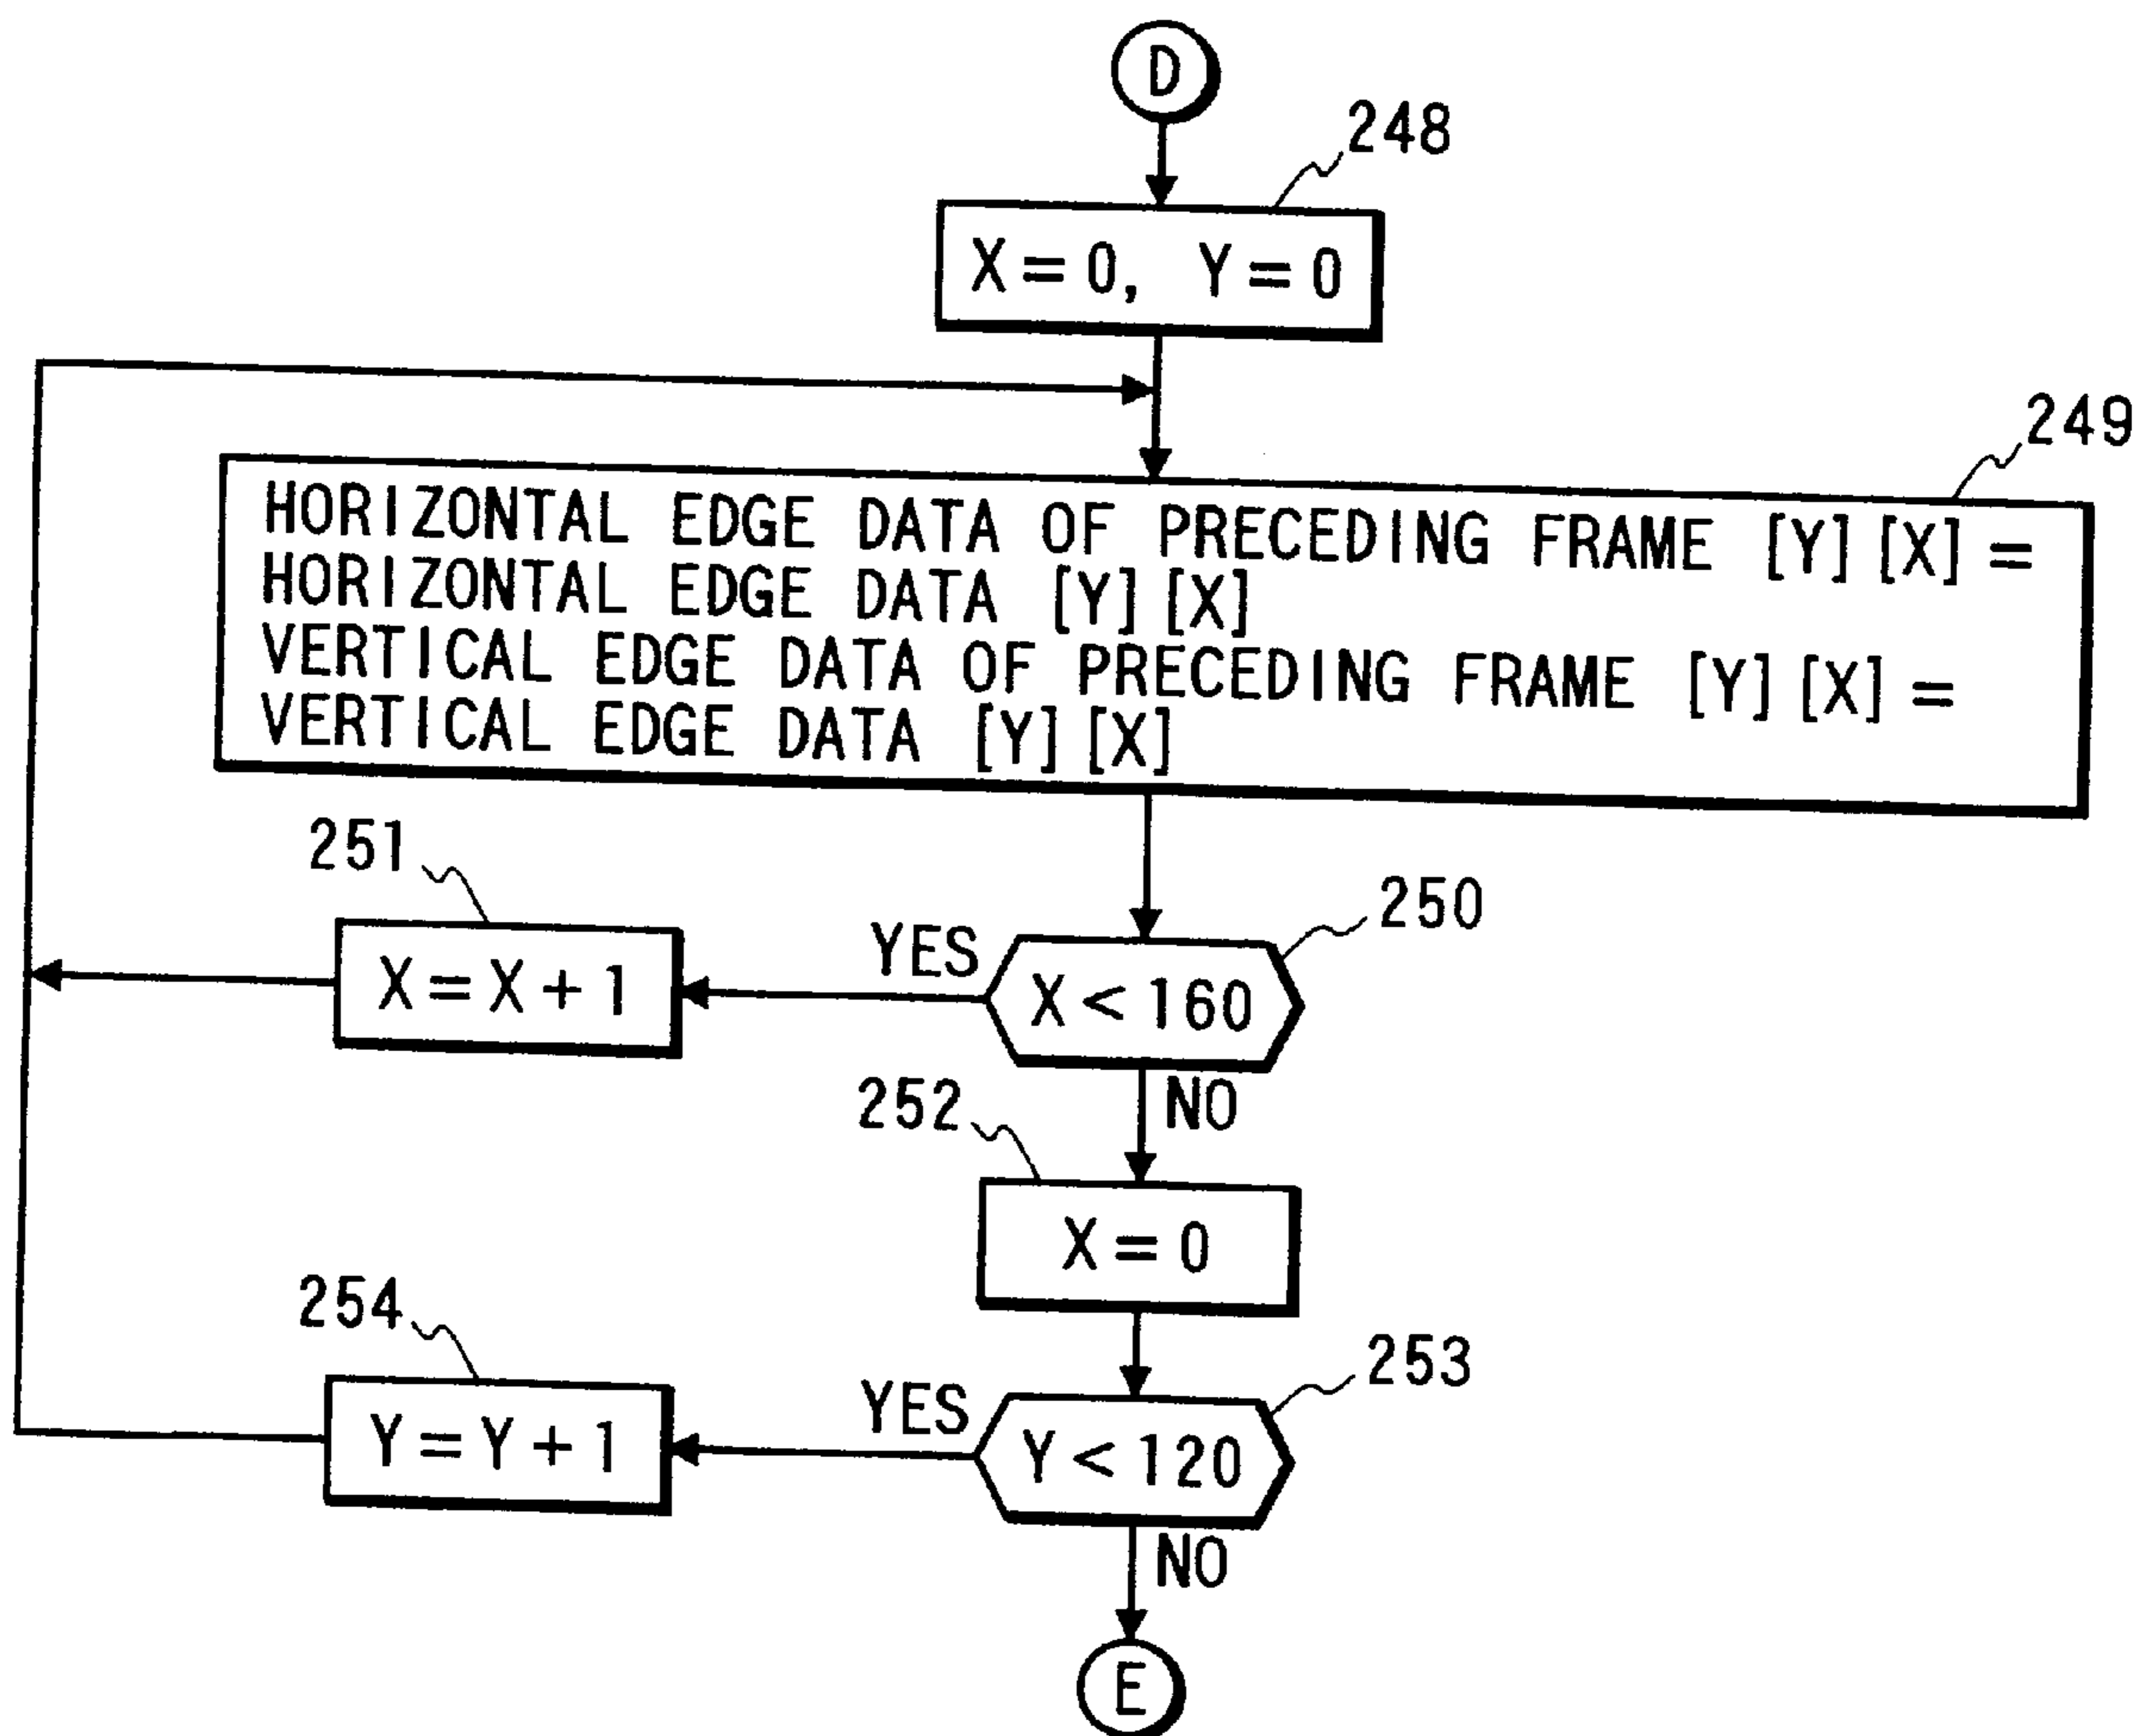 D
248
X=0, Y=0
249
HORIZONTAL EDGE DATA OF PRECEDING FRAME [Y][X]=
HORIZONTAL EDGE DATA [Y][X]
VERTICAL EDGE DATA OF PRECEDING FRAME [Y][X]=
VERTICAL EDGE DATA [Y][X]
251
250
YES
X=X+1
X<160
NO
252
X=0
254
253
YES
Y=Y+1
Y<120
NO
E